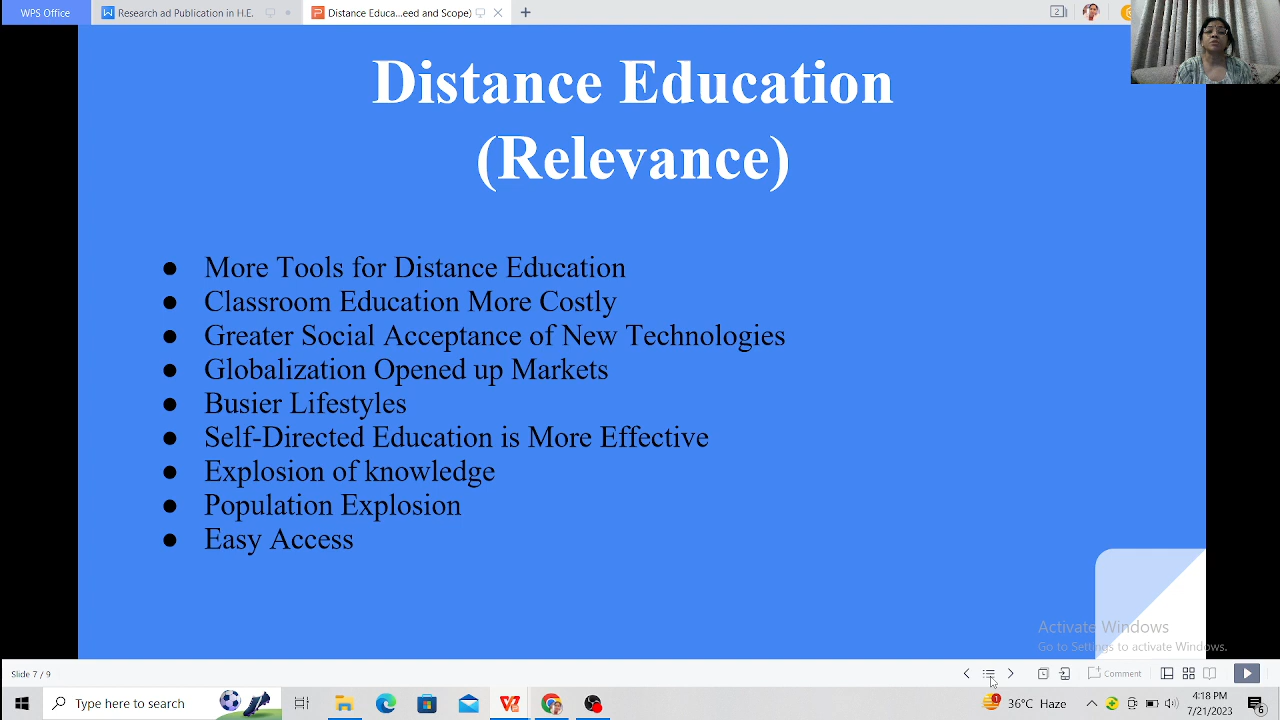 WPS Office
Research ad Publication in H.E.
Distance Educa...eed and Scope)
2
Distance Education
(Relevance)
● More Tools for Distance Education
● Classroom Education More Costly
● Greater Social Acceptance of New Technologies
● Globalization Opened up Markets
● Busier Lifestyles
● Self-Directed Education is More Effective
● Explosion of knowledge
● Population Explosion
● Easy Access
Activate Windows
Go to Settings to activate Windows.
Slide 7 / 9
Comment
Type here to search
36°C Haze
4:18 PM
7/21/2023
6